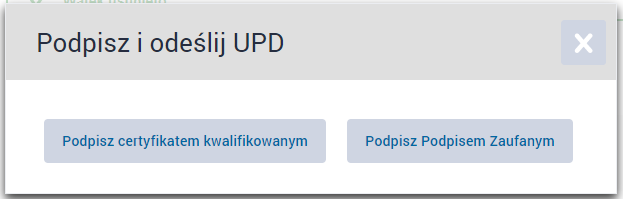 Podpisz i odeślij UPD
Podpisz certyfikatem kwalifikowanym
Podpisz Podpisem Zaufanym